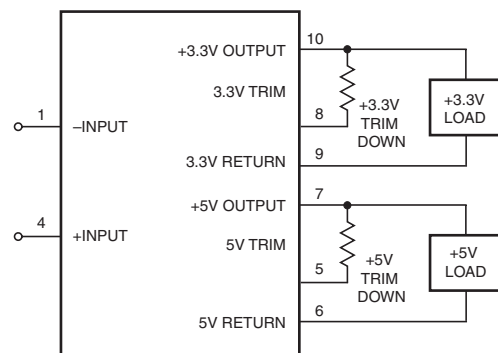 +3.3V OUTPUT
10
3.3V TRIM
8
+3.3V
TRIM
DOWN
+3.3V
LOAD
1
–INPUT
3.3V RETURN
9
+5V OUTPUT
7
4
+INPUT
5V TRIM
5
+5V
TRIM
DOWN
+5V
LOAD
5V RETURN
6